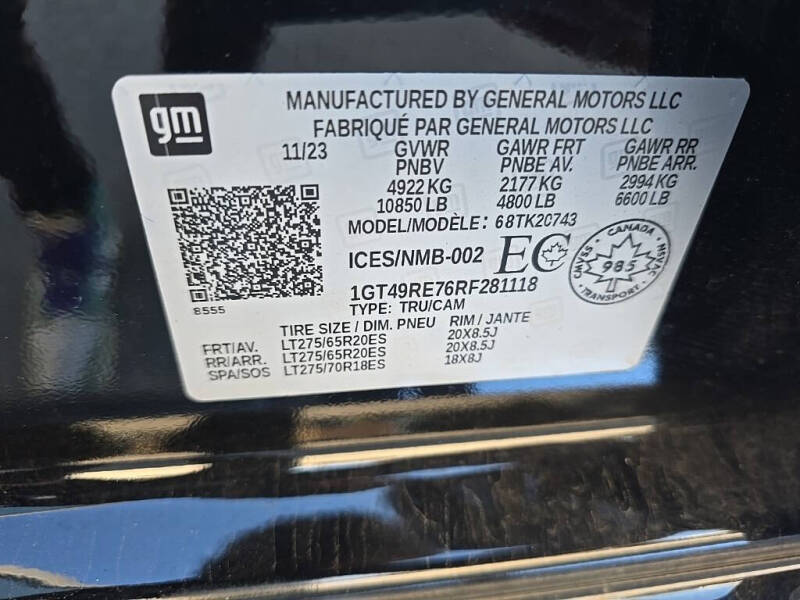 gm
MANUFACTURED BY GENERAL MOTORS LLC
FABRIQUÉ PAR GENERAL MOTORS LLC
11/23 GVWR GAWR FRT GAWR RR
PNBV PNBE AV. PNBE ARR.
4922 KG 2177 KG 2994 KG
10850 LB 4800 LB 6600 LB
MODEL/MODÈLE: 68TK20743
ICES/NMB-002 EC
CANADA
CMVSS 985 NSVAC
TRANSPORT
1GT49RE76RF281118
8555 TYPE: TRU/CAM
TIRE SIZE / DIM. PNEU RIM / JANTE
FRT/AV. LT275/65R20ES 20X8.5J
RR/ARR. LT275/65R20ES 20X8.5J
SPA/SOS LT275/70R18ES 18X8J